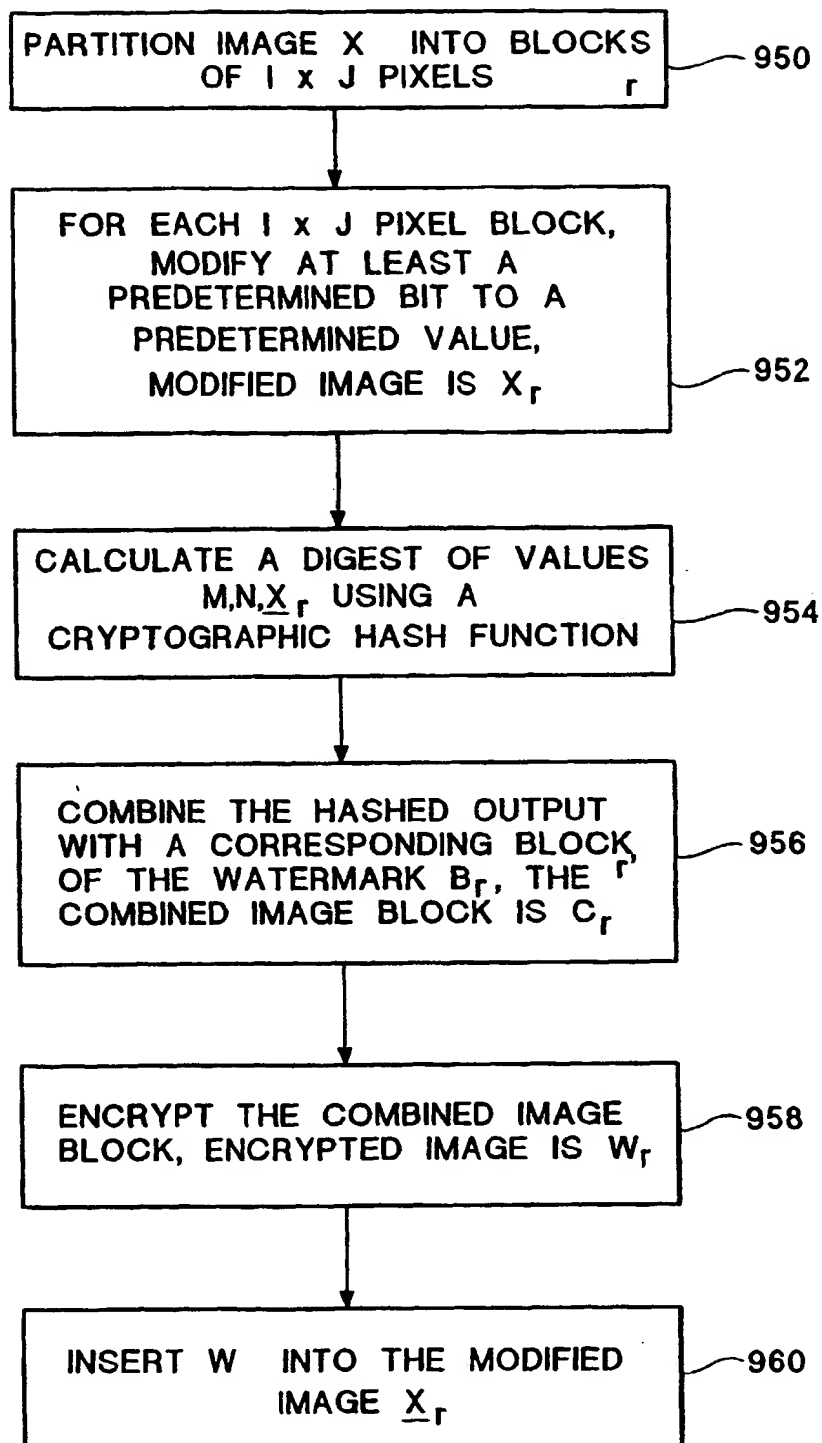 PARTITION IMAGE X INTO BLOCKS
OF I x J PIXELS r
950
FOR EACH I x J PIXEL BLOCK,
MODIFY AT LEAST A
PREDETERMINED BIT TO A
PREDETERMINED VALUE,
MODIFIED IMAGE IS Xr
952
CALCULATE A DIGEST OF VALUES
M,N,Xr USING A
CRYPTOGRAPHIC HASH FUNCTION
954
COMBINE THE HASHED OUTPUT
WITH A CORRESPONDING BLOCK,
OF THE WATERMARK Br, THE r
COMBINED IMAGE BLOCK IS Cr
956
ENCRYPT THE COMBINED IMAGE
BLOCK, ENCRYPTED IMAGE IS Wr
958
INSERT W INTO THE MODIFIED
IMAGE Xr
960